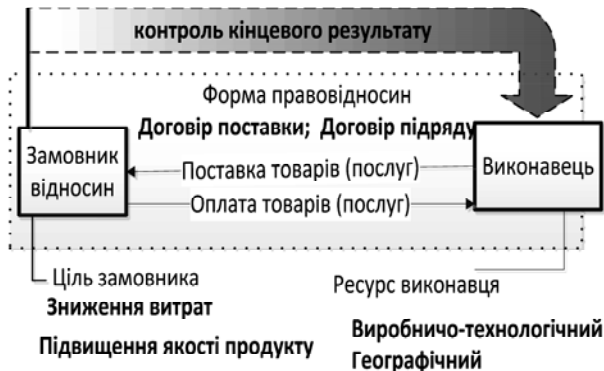 контроль кінцевого результату
Форма правовідносин
Договір поставки; Договір підряду
Замовник
відносин
Поставка товарів (послуг)
Оплата товарів (послуг)
Виконавець
Ціль замовника
Зниження витрат
Підвищення якості продукту
Ресурс виконавця
Виробничо-технологічний
Географічний